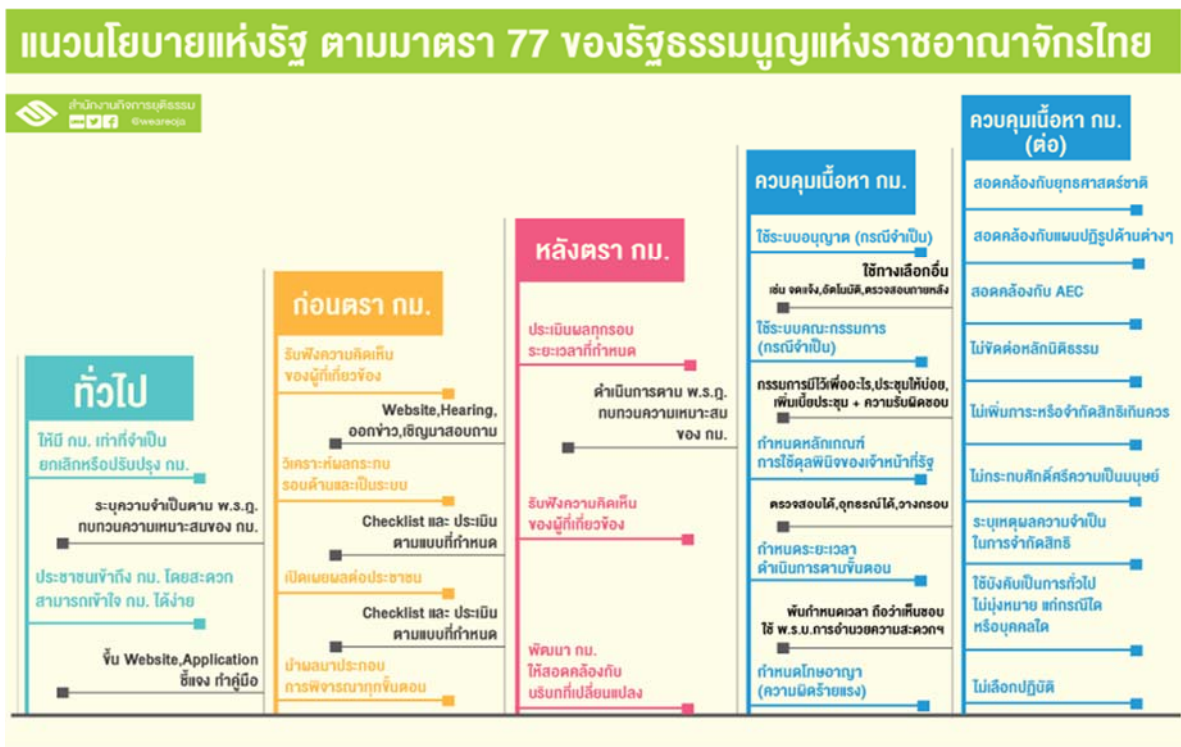 แนวนโยบายแห่งรัฐ ตามมาตรา 77 ของรัฐธรรมนูญแห่งราชอาณาจักรไทย
สำนักงานกิจการยุติธรรม
@weareoja
ทั่วไป
ให้มี กม. เท่าที่จำเป็น
ยกเลิกหรือปรับปรุง กม.
ระบุความจำเป็นตาม พ.ร.ฎ.
ทบทวนความเหมาะสมของ กม.
ประชาชนเข้าถึง กม. โดยสะดวก
สามารถเข้าใจ กม. ได้ง่าย
ขึ้น Website,Application
ชี้แจง ทำคู่มือ
ก่อนตรา กม.
รับฟังความคิดเห็น
ของผู้ที่เกี่ยวข้อง
Website,Hearing,
ออกข่าว,เชิญมาสอบถาม
วิเคราะห์ผลกระทบ
รอบด้านและเป็นระบบ
Checklist และ ประเมิน
ตามแบบที่กำหนด
เปิดเผยผลต่อประชาชน
Checklist และ ประเมิน
ตามแบบที่กำหนด
นำผลมาประกอบ
การพิจารณาทุกขั้นตอน
หลังตรา กม.
ประเมินผลทุกรอบ
ระยะเวลาที่กำหนด
ดำเนินการตาม พ.ร.ฎ.
ทบทวนความเหมาะสม
ของ กม.
รับฟังความคิดเห็น
ของผู้ที่เกี่ยวข้อง
พัฒนา กม.
ให้สอดคล้องกับ
บริบทที่เปลี่ยนแปลง
ควบคุมเนื้อหา กม.
ใช้ระบบอนุญาต (กรณีจำเป็น)
ใช้ทางเลือกอื่น
เช่น จดแจ้ง,อัตโนมัติ,ตรวจสอบภายหลัง
ใช้ระบบคณะกรรมการ
(กรณีจำเป็น)
กรรมการมีไว้เพื่ออะไร,ประชุมให้บ่อย,
เพิ่มเบี้ยประชุม + ความรับผิดชอบ
กำหนดหลักเกณฑ์
การใช้ดุลพินิจของเจ้าหน้าที่รัฐ
ตรวจสอบได้,อุทธรณ์ได้,วางกรอบ
กำหนดระยะเวลา
ดำเนินการตามขั้นตอน
พ้นกำหนดเวลา ถือว่าเห็นชอบ
ใช้ พ.ร.บ.การอำนวยความสะดวกฯ
กำหนดโทษอาญา
(ความผิดร้ายแรง)
ควบคุมเนื้อหา กม.
(ต่อ)
สอดคล้องกับยุทธศาสตร์ชาติ
สอดคล้องกับแผนปฏิรูปด้านต่างๆ
สอดคล้องกับ AEC
ไม่ขัดต่อหลักนิติธรรม
ไม่เพิ่มภาระหรือจำกัดสิทธิเกินควร
ไม่กระทบศักดิ์ศรีความเป็นมนุษย์
ระบุเหตุผลความจำเป็น
ในการจำกัดสิทธิ
ใช้บังคับเป็นการทั่วไป
ไม่มุ่งหมาย แก่กรณีใด
หรือบุคคลใด
ไม่เลือกปฏิบัติ